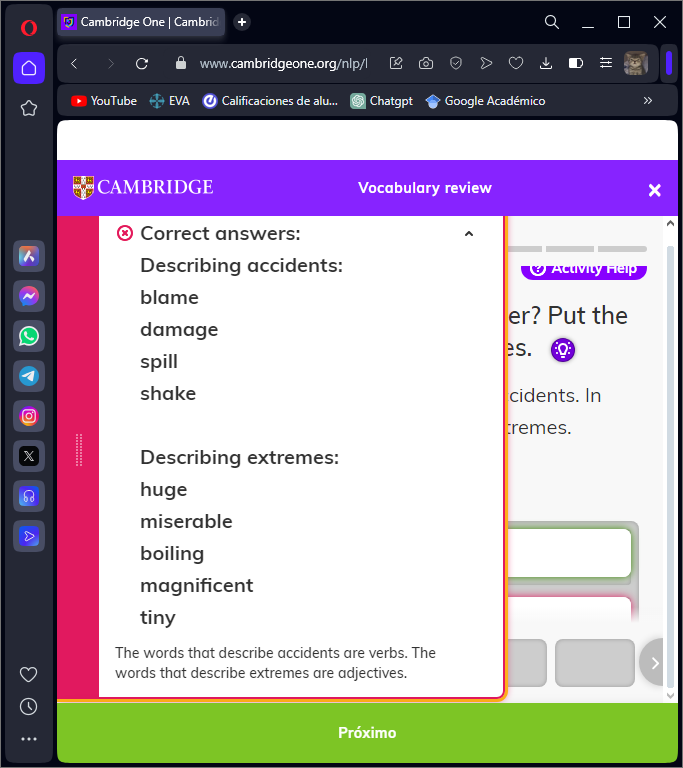 Cambridge One | Cambrid
www.cambridgeone.org/nlp/l
YouTube
EVA
Calificaciones de alu...
Chatgpt
Google Académico
CAMBRIDGE
Vocabulary review
Correct answers:
Describing accidents:
blame
damage
spill
shake
Describing extremes:
huge
miserable
boiling
magnificent
tiny
The words that describe accidents are verbs. The
words that describe extremes are adjectives.
Activity Help
er? Put the
es.
cidents. In
tremes.
Próximo